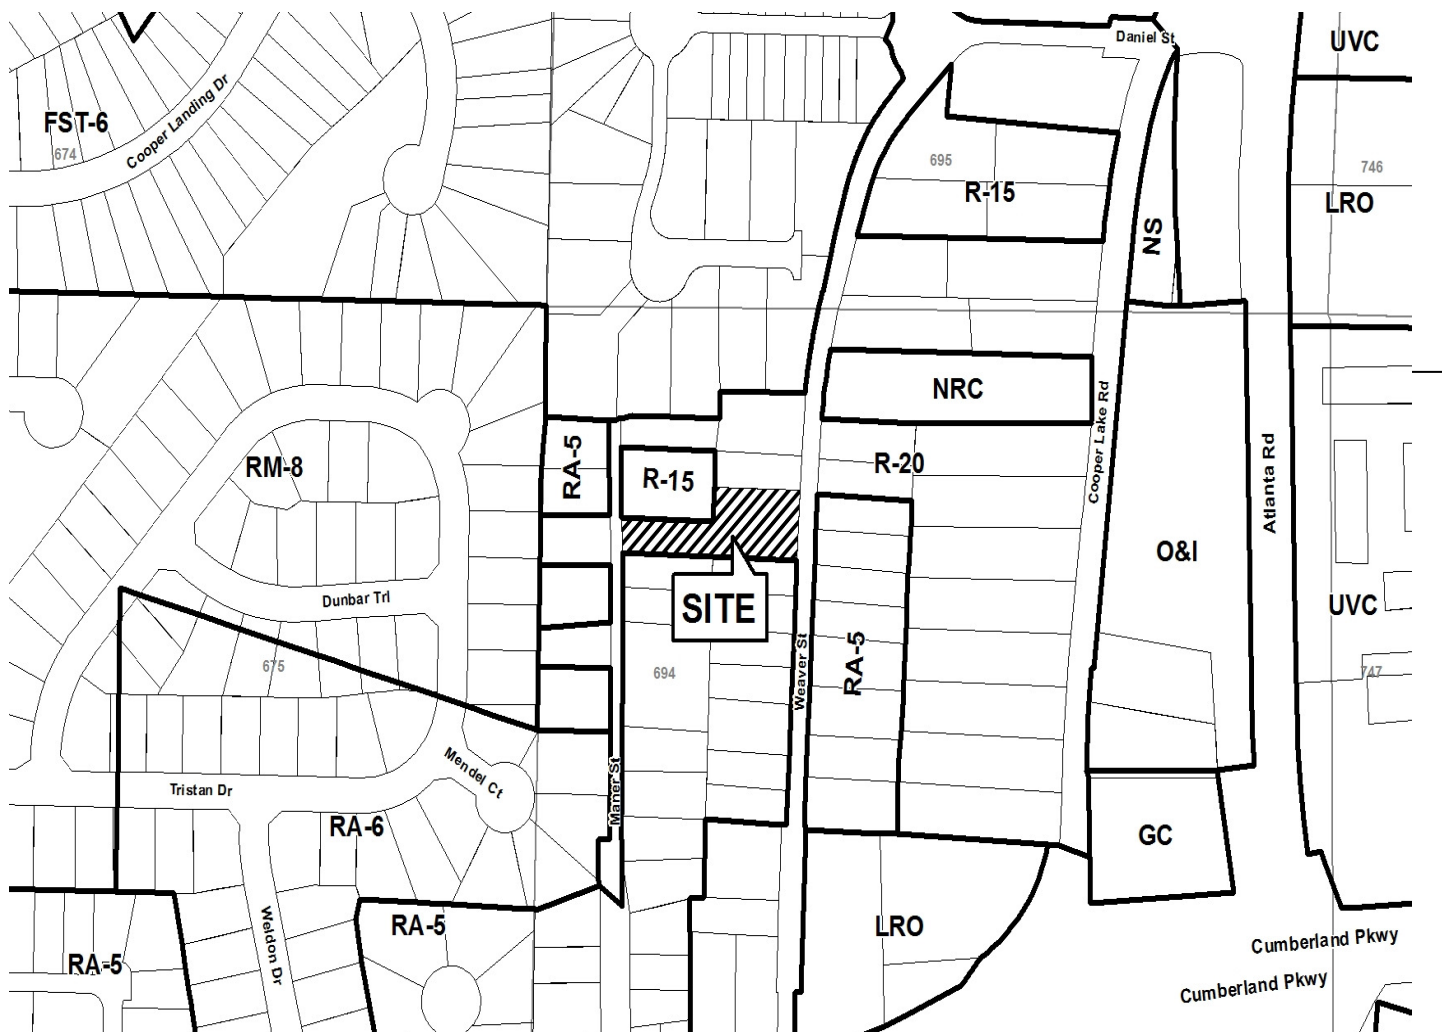 Daniel St
UVC
FST-6
674
Cooper Landing Dr
695
746
R-15
LRO
NS
NRC
Cooper Lake Rd
RA-5
RM-8
R-15
R-20
Atlanta Rd
O&I
Dunbar Trl
SITE
UVC
675
694
Weaver St
RA-5
747
Mendel Ct
Maner St
Tristan Dr
RA-6
GC
Weldon Dr
RA-5
LRO
RA-5
Cumberland Pkwy
Cumberland Pkwy